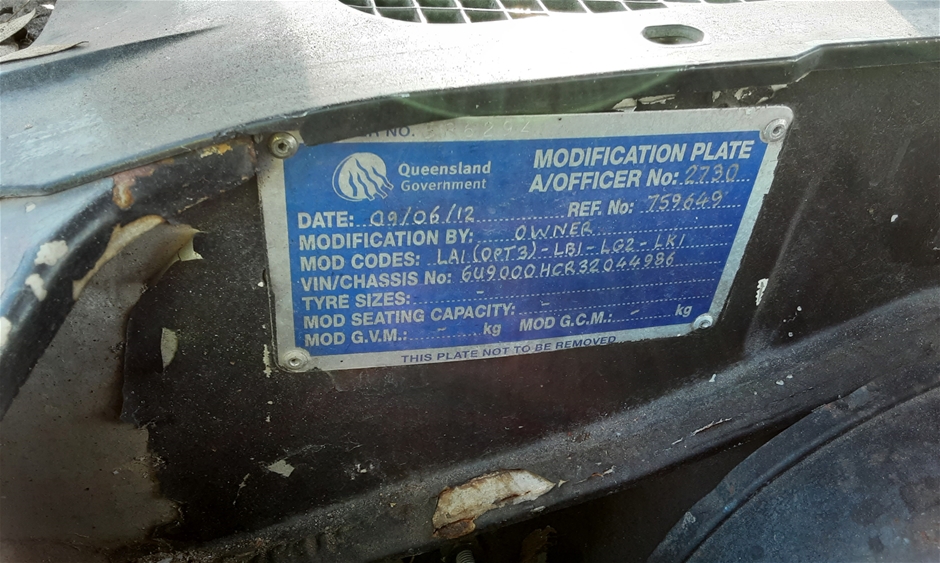 R NO.
Queensland Government
MODIFICATION PLATE
A/OFFICER No: 2730
DATE: 09/06/12 REF. No: 759649
MODIFICATION BY: OWNER
MOD CODES: LA1 (OPT3)-LB1-LG2-LK1
VIN/CHASSIS No: 6U9000HCR32044986
TYRE SIZES: -
MOD SEATING CAPACITY: -
MOD G.V.M.: - kg MOD G.C.M.: - kg
THIS PLATE NOT TO BE REMOVED